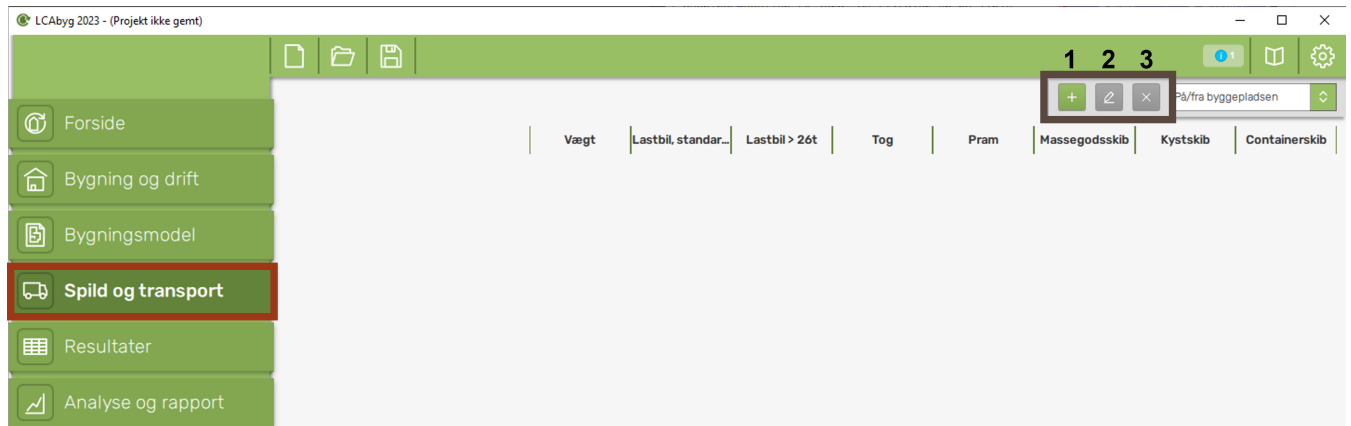 LCAbyg 2023 - (Projekt ikke gemt)
1 2 3
1
På/fra byggepladsen
Vægt Lastbil, standar... Lastbil > 26t Tog Pram Massegodsskib Kystskib Containerskib
Forside
Bygning og drift
Bygningsmodel
Spild og transport
Resultater
Analyse og rapport